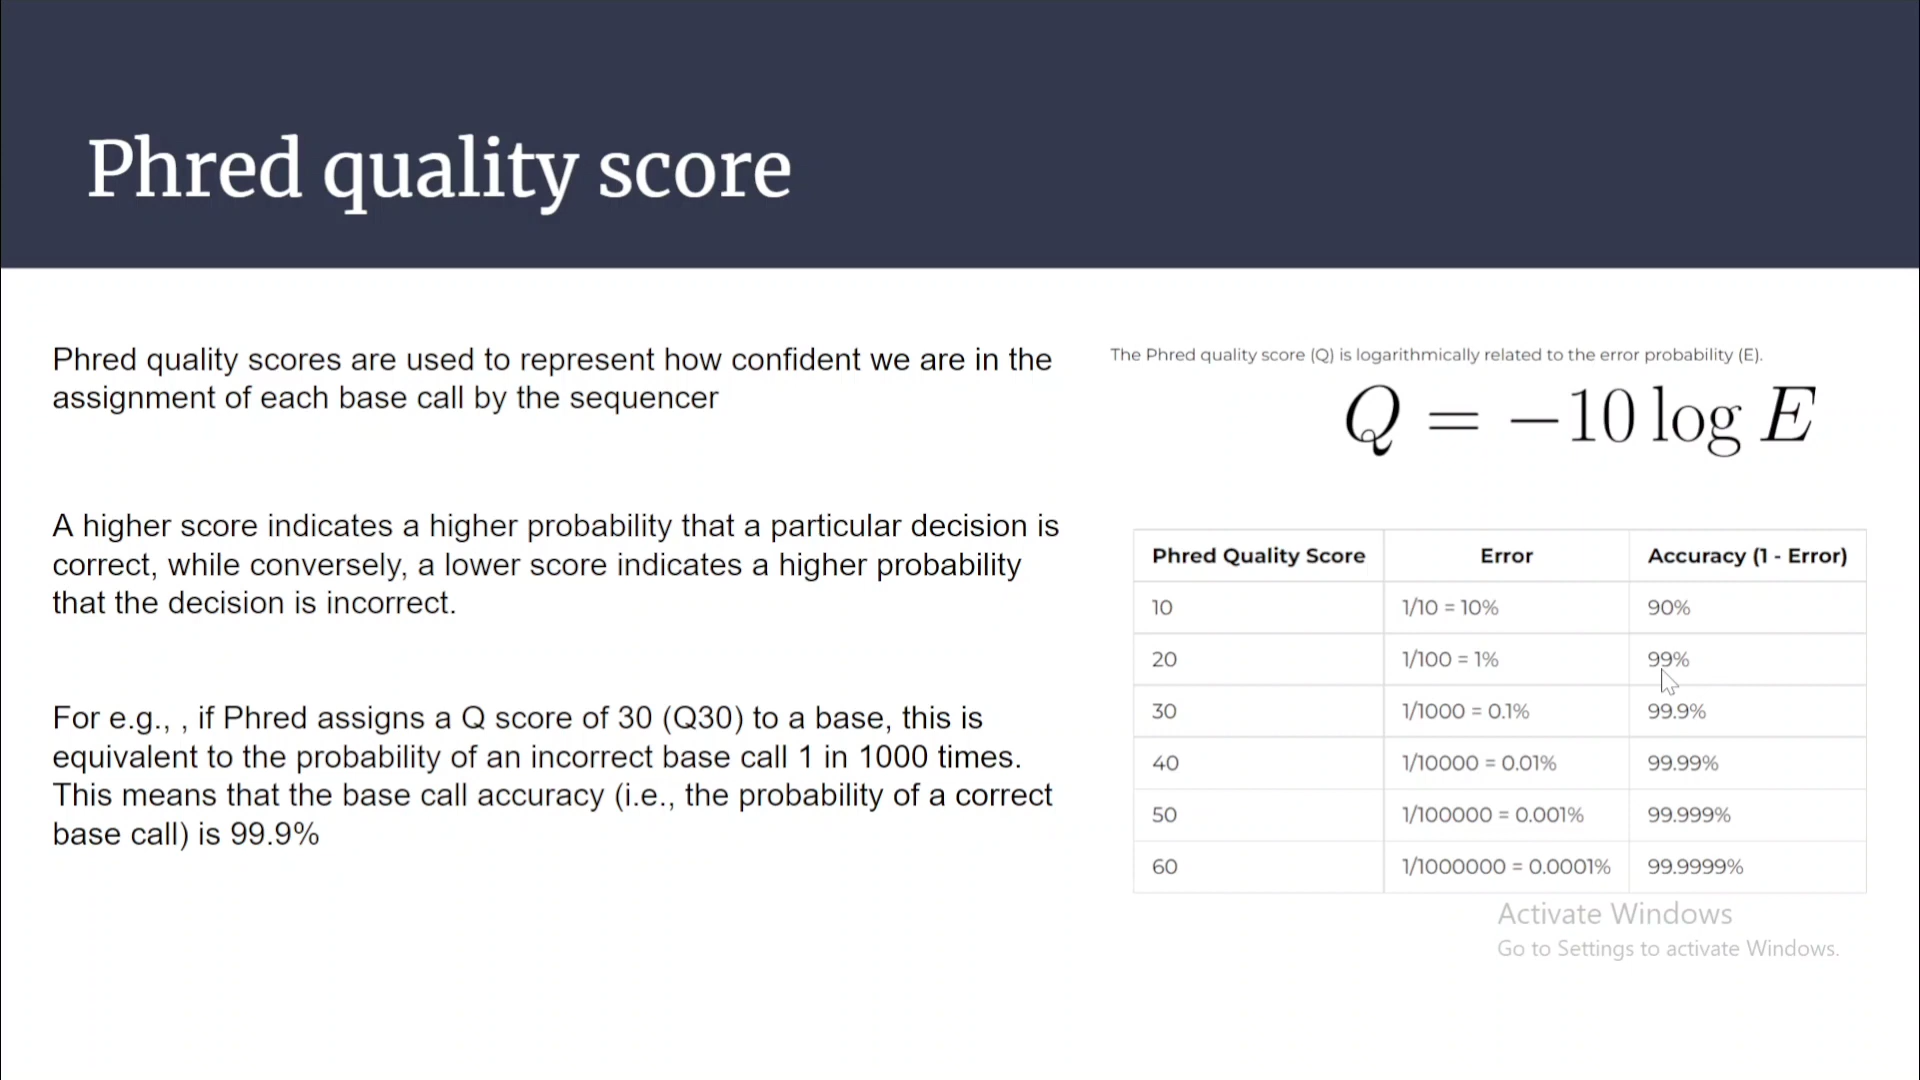 Phred quality score
Phred quality scores are used to represent how confident we are in the
assignment of each base call by the sequencer
A higher score indicates a higher probability that a particular decision is
correct, while conversely, a lower score indicates a higher probability
that the decision is incorrect.
For e.g., , if Phred assigns a Q score of 30 (Q30) to a base, this is
equivalent to the probability of an incorrect base call 1 in 1000 times.
This means that the base call accuracy (i.e., the probability of a correct
base call) is 99.9%
The Phred quality score (Q) is logarithmically related to the error probability (E).
Q = −10 log E
Phred Quality Score Error Accuracy (1 - Error)
10 1/10 = 10% 90%
20 1/100 = 1% 99%
30 1/1000 = 0.1% 99.9%
40 1/10000 = 0.01% 99.99%
50 1/100000 = 0.001% 99.999%
60 1/1000000 = 0.0001% 99.9999%
Activate Windows
Go to Settings to activate Windows.